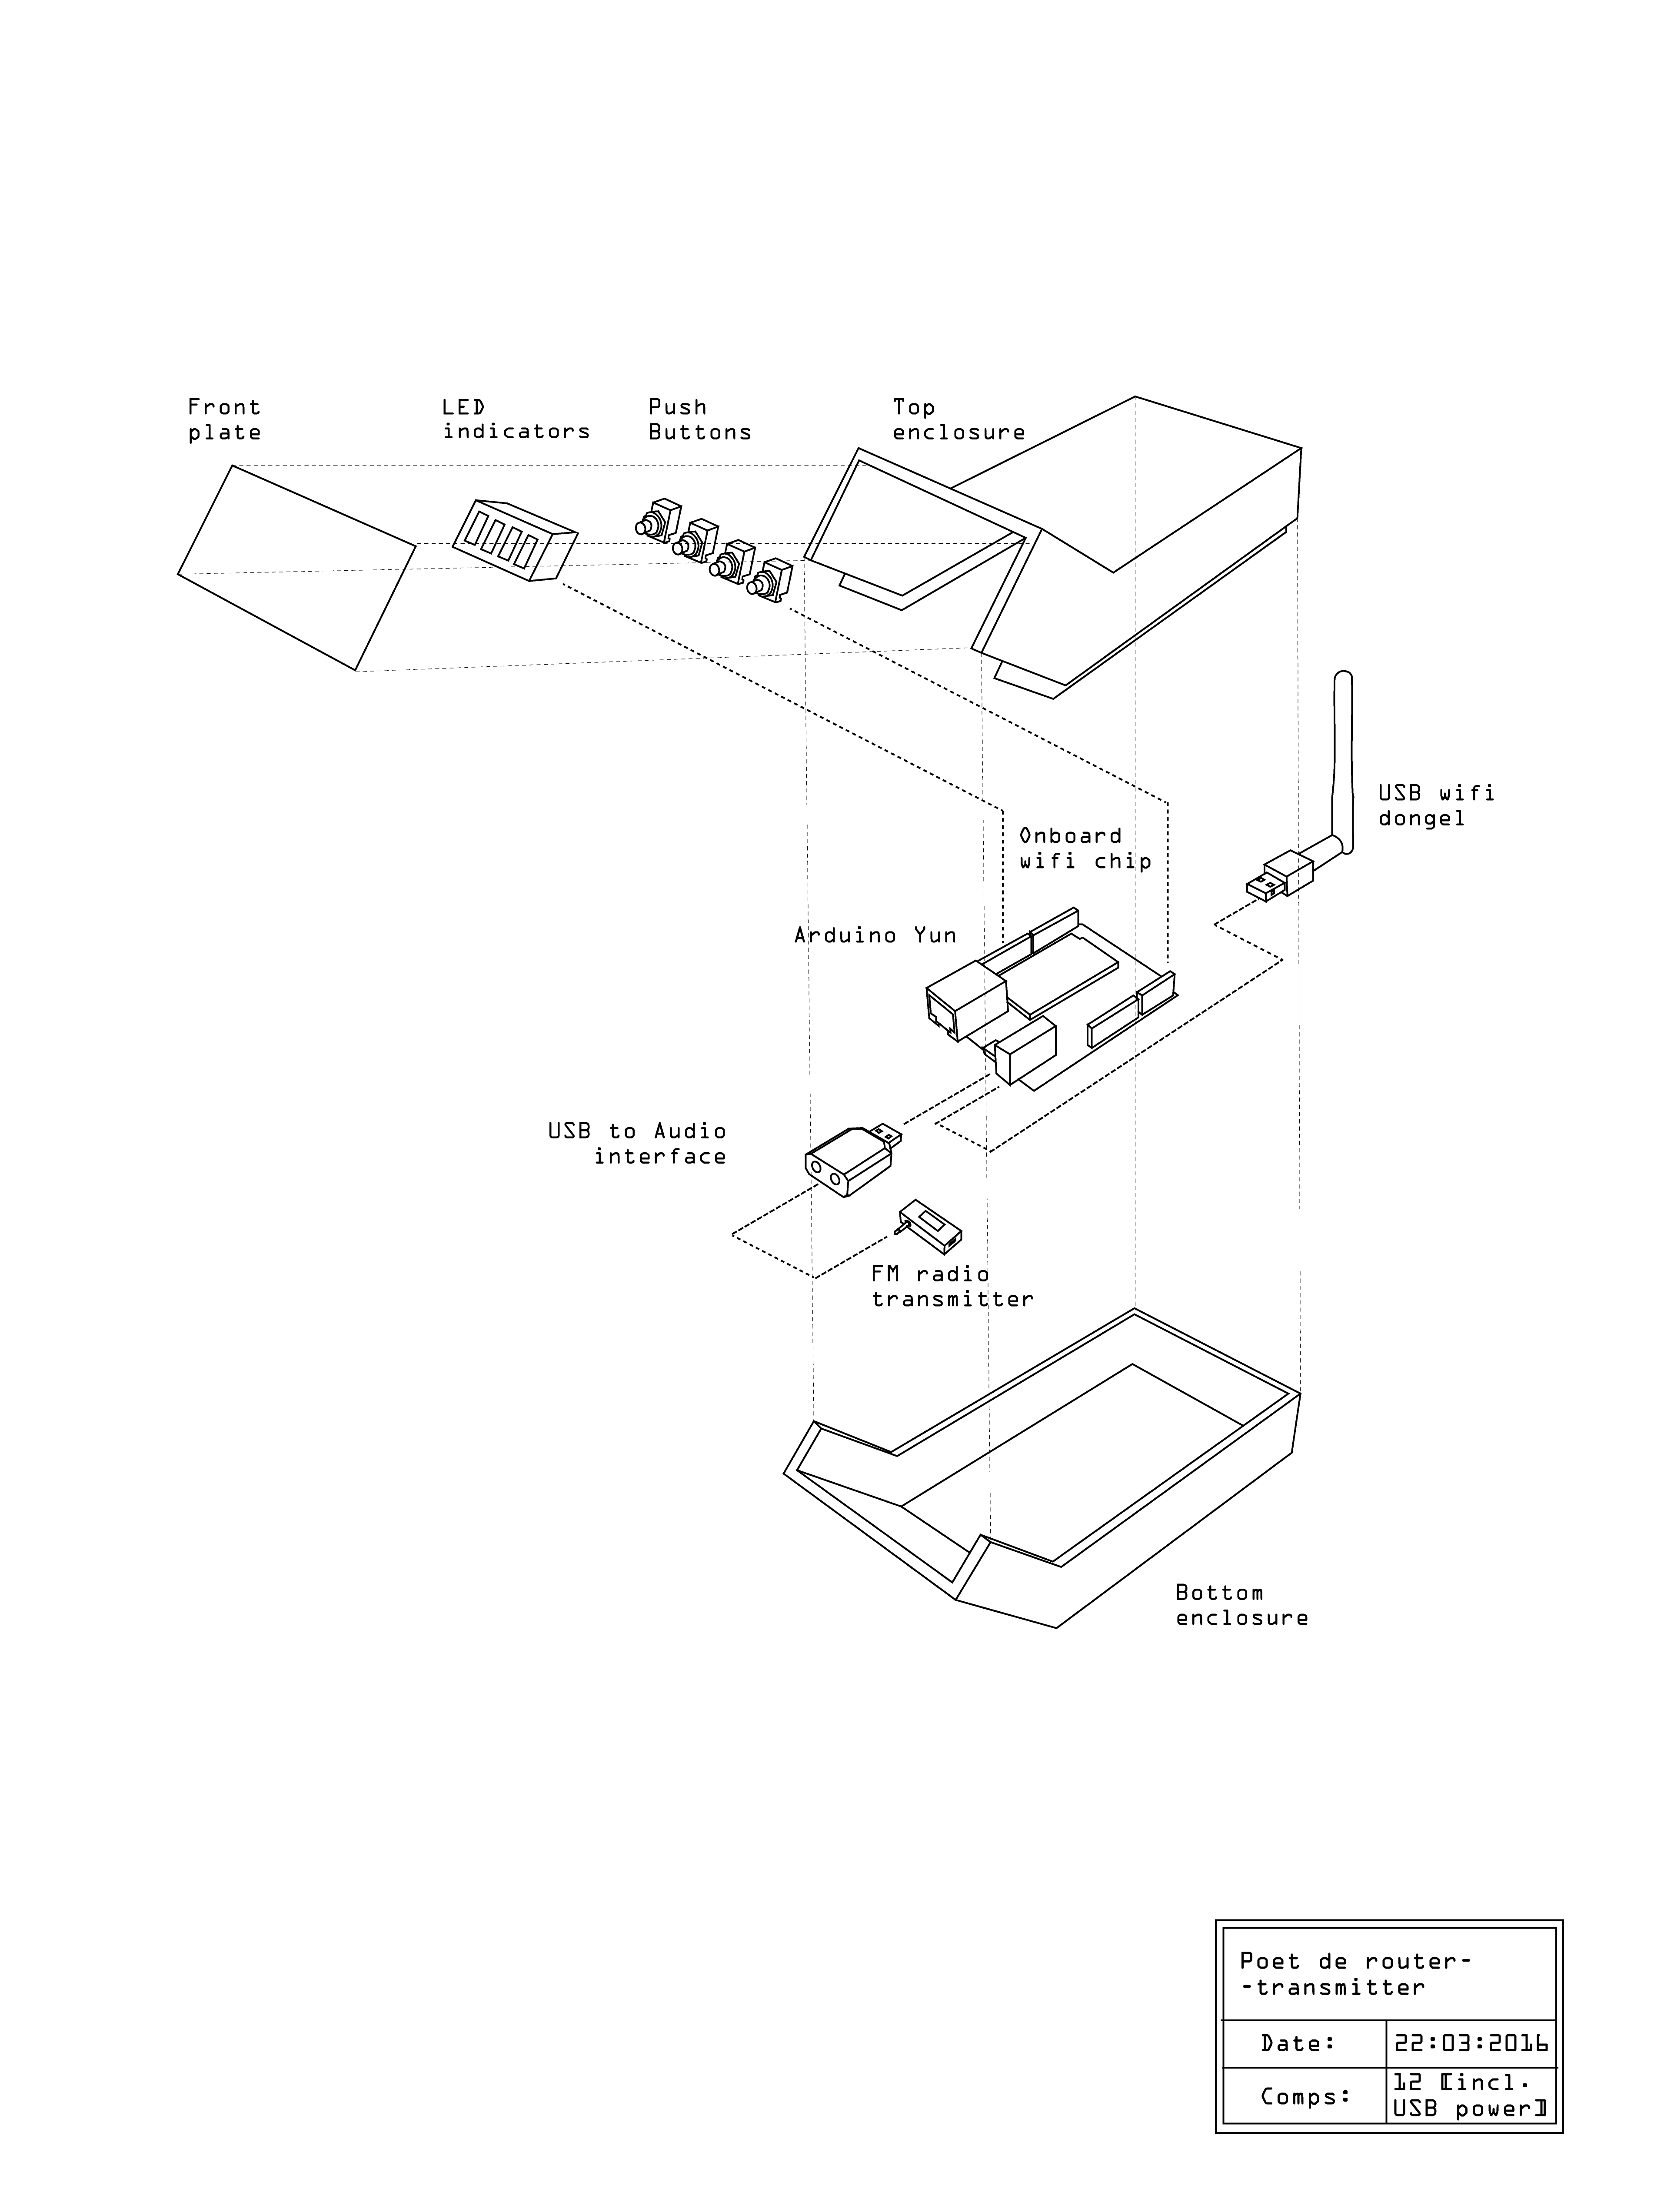 Front
plate
LED
indicators
Push
Buttons
Top
enclosure
USB wifi
dongel
Onboard
wifi chip
Arduino Yun
USB to Audio
interface
FM radio
transmitter
Bottom
enclosure
Poet de router-
-transmitter
Date: 22:03:2016
Comps: 12 [incl.
USB power]